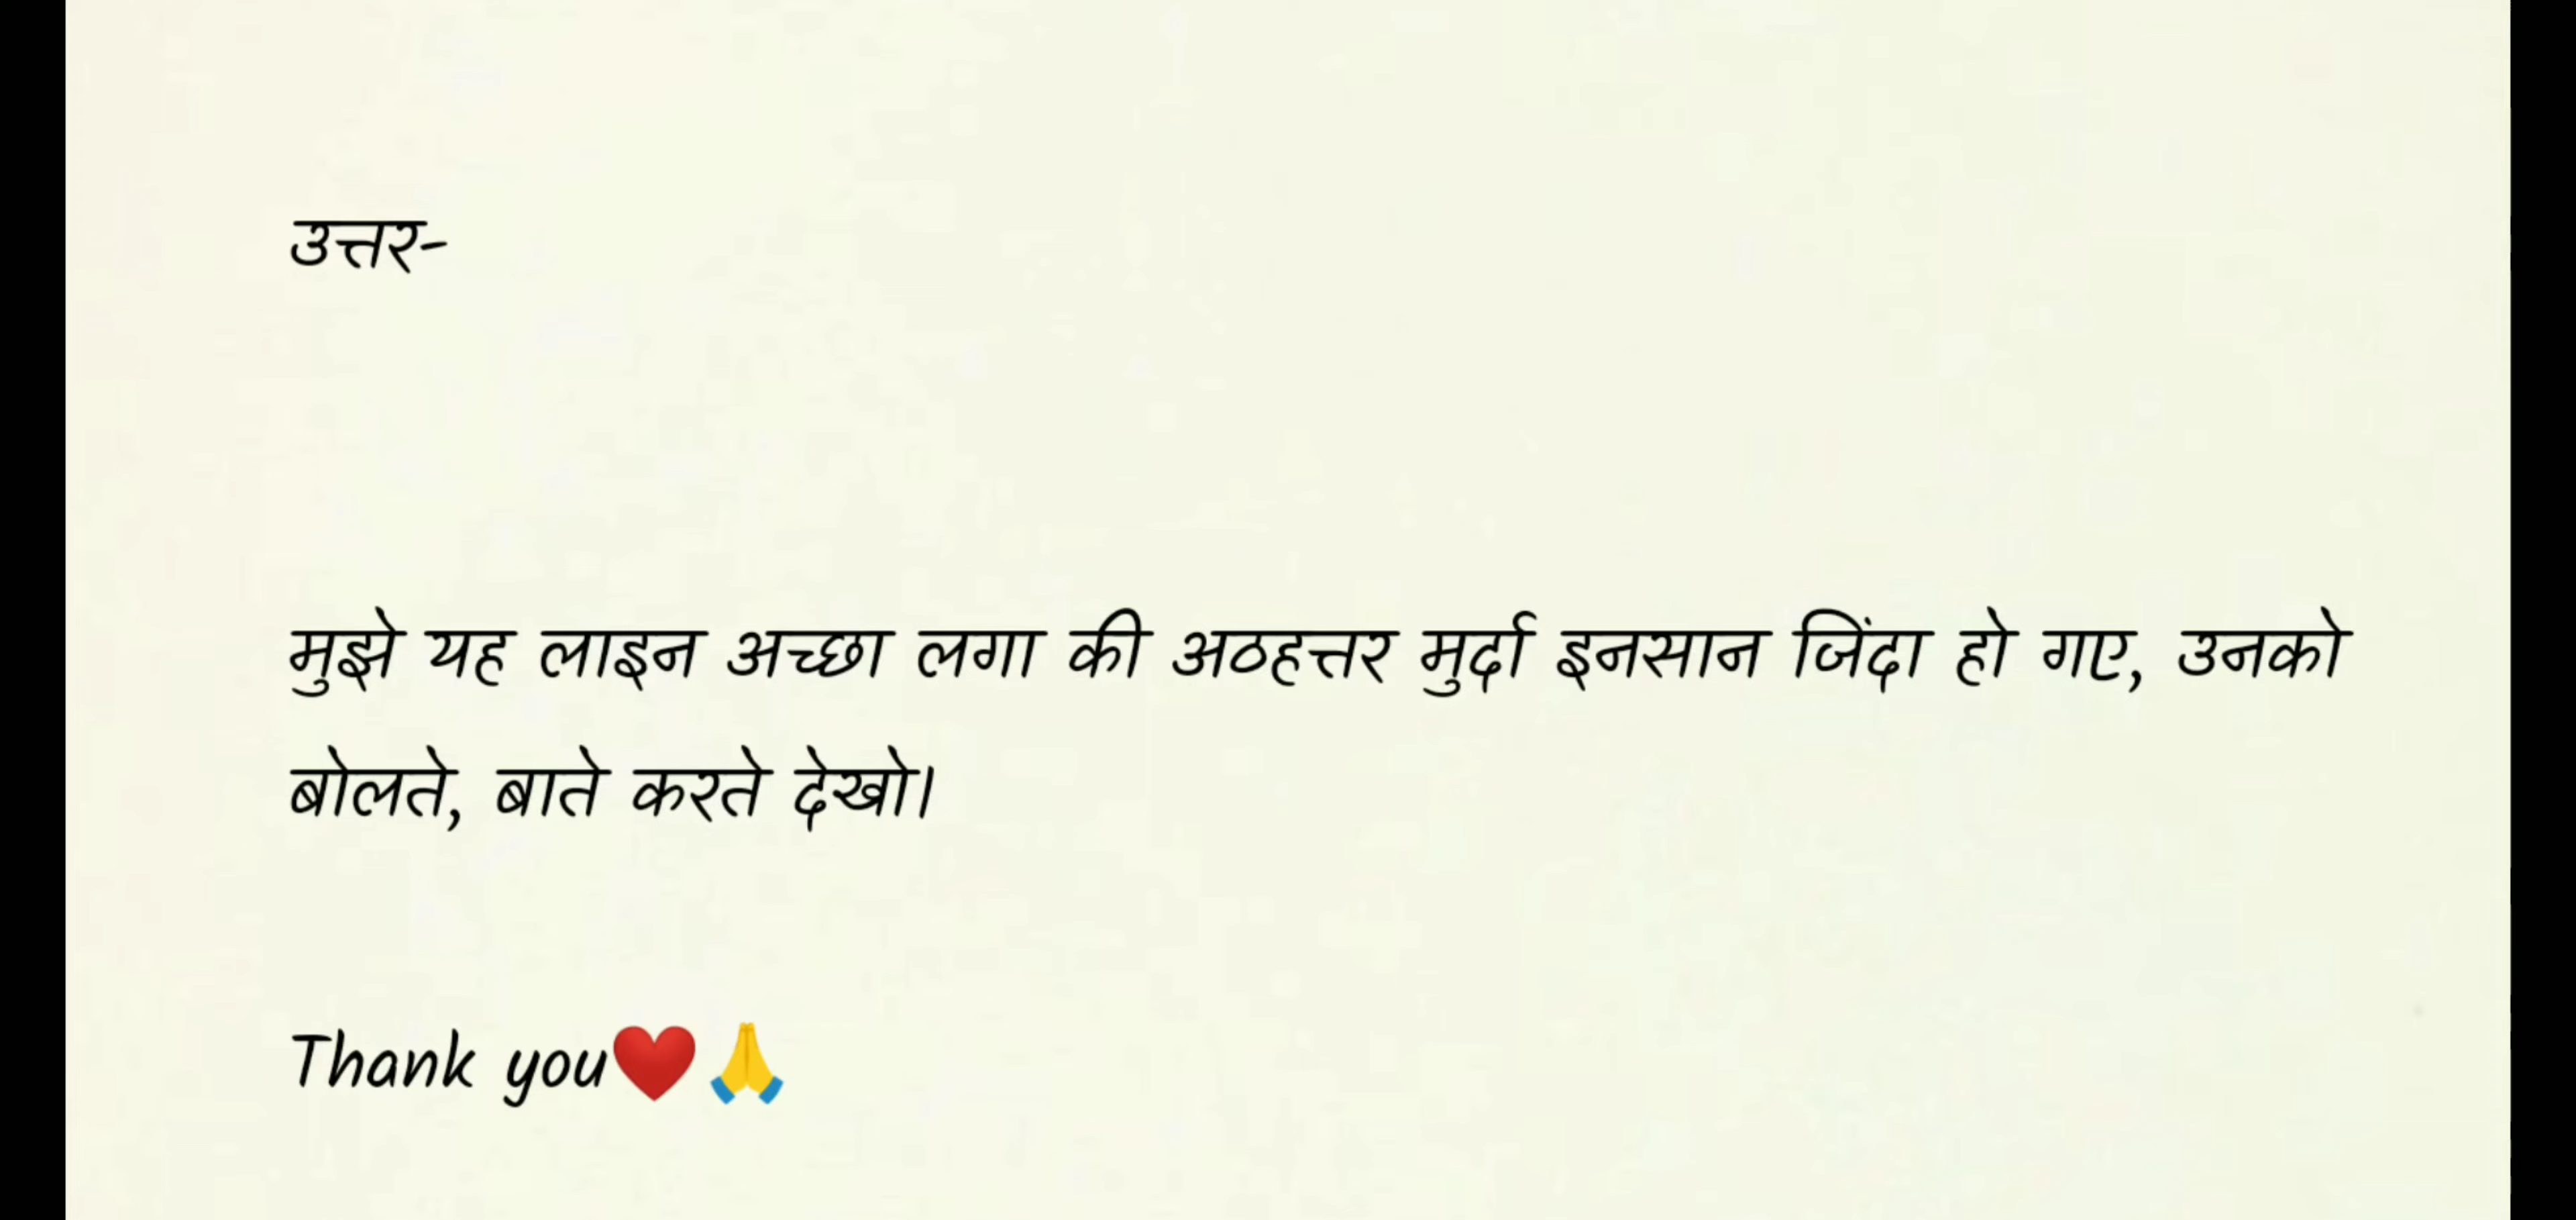 उत्तर-
मुझे यह लाइन अच्छा लगा की अठहत्तर मुर्दा इनसान जिंदा हो गए, उनको
बोलते, बाते करते देखो।
Thank you❤️🙏